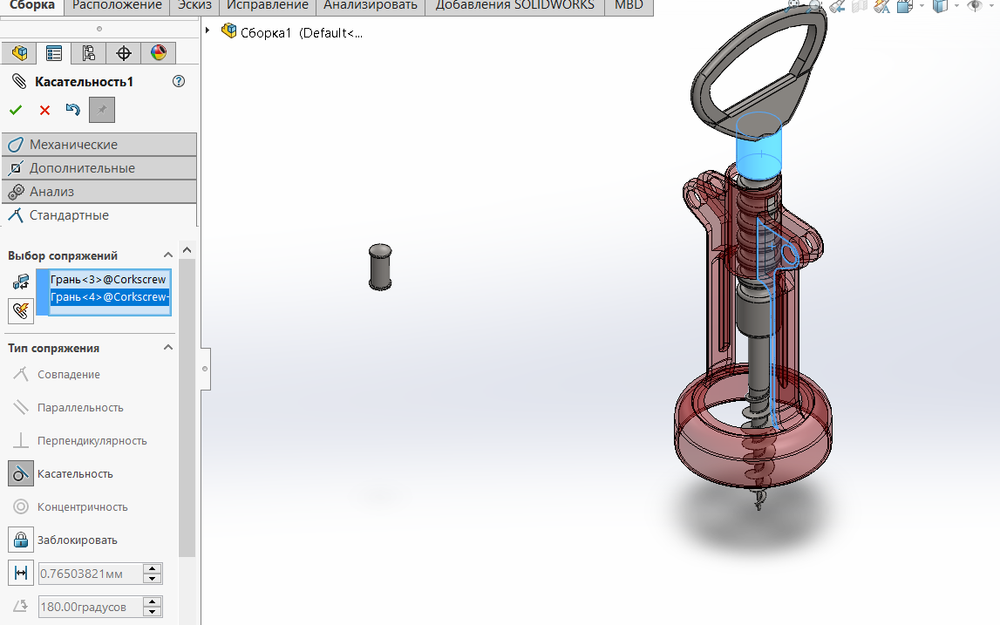 Сборка Расположение Эскиз Исправление Анализировать Добавления SOLIDWORKS MBD
Сборка1 (Default<...
Касательность1
Механические
Дополнительные
Анализ
Стандартные
Выбор сопряжений
Грань<3>@Corkscrew
Грань<4>@Corkscrew-
Тип сопряжения
Совпадение
Параллельность
Перпендикулярность
Касательность
Концентричность
Заблокировать
0.76503821мм
180.00градусов